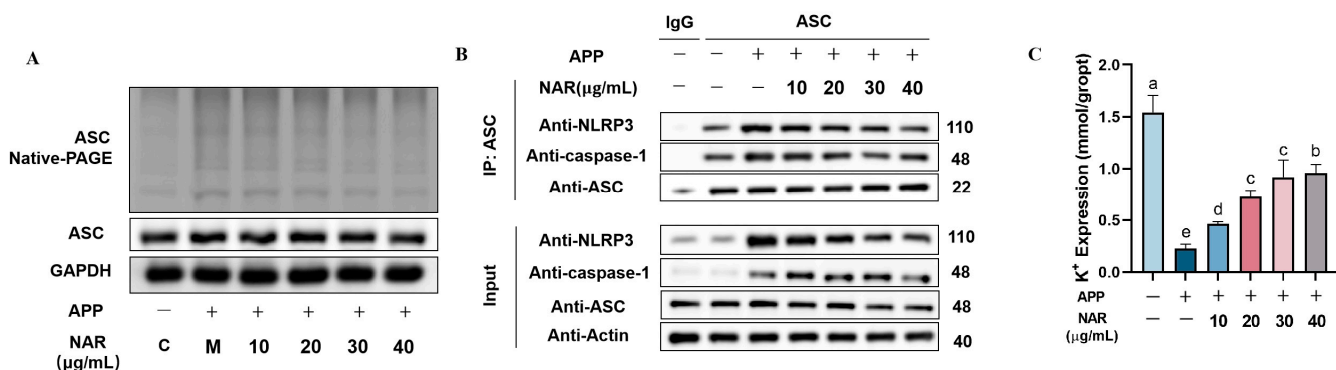 A
ASC
Native-PAGE
ASC
GAPDH
APP − + + + + +
NAR
(μg/mL) C M 10 20 30 40
B
IgG ASC
APP − − + + + + +
NAR(μg/mL) − − − 10 20 30 40
IP: ASC
Anti-NLRP3 110
Anti-caspase-1 48
Anti-ASC 22
Input
Anti-NLRP3 110
Anti-caspase-1 48
Anti-ASC 48
Anti-Actin 40
C
K⁺ Expression (mmol/gropt)
2.0
1.5
1.0
0.5
0.0
a e d c c b
APP − + + + + +
NAR − − 10 20 30 40
(μg/mL)